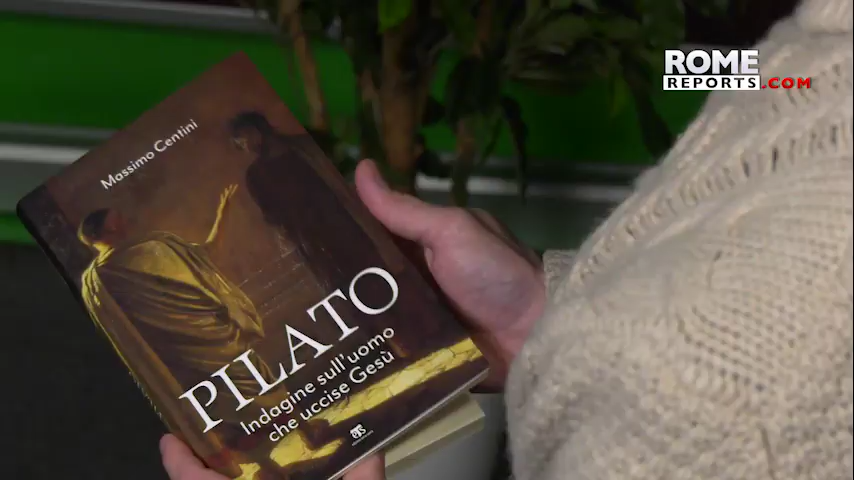 ROME
REPORTS.COM
Massimo Centini
PILATO
Indagine sull'uomo
che uccise Gesù